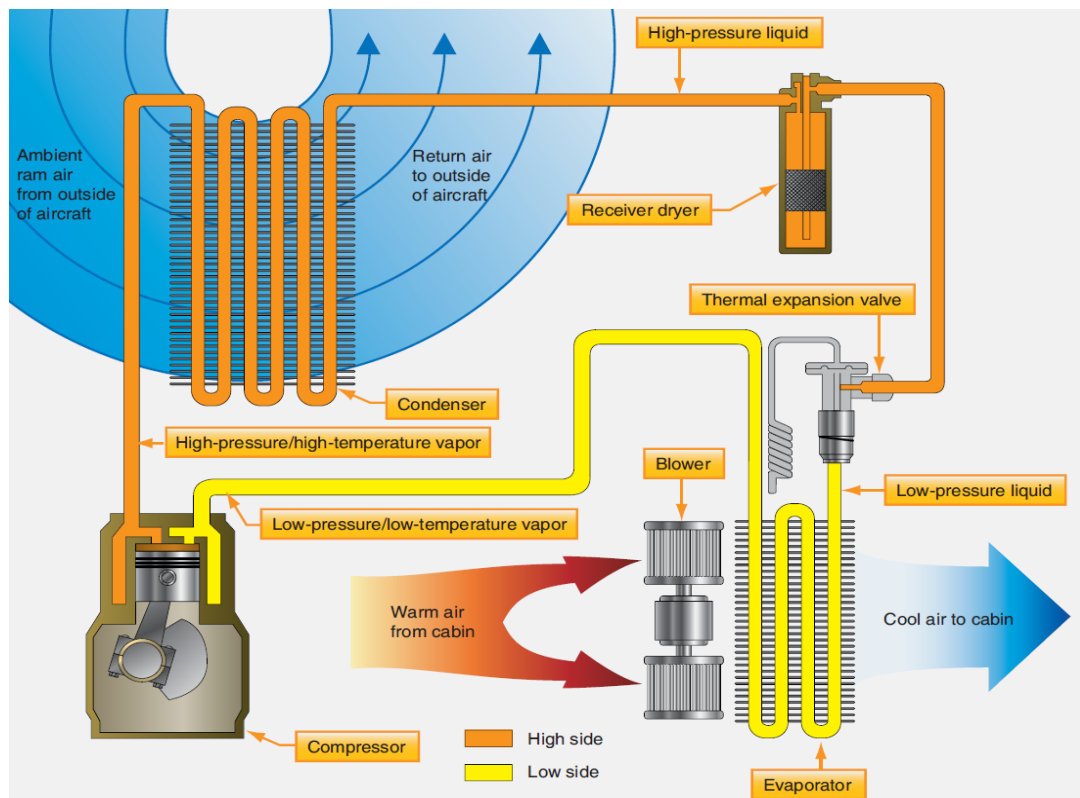 High-pressure liquid
Ambient
ram air
from outside
of aircraft
Return air
to outside
of aircraft
Receiver dryer
Thermal expansion valve
Condenser
High-pressure/high-temperature vapor
Blower
Low-pressure liquid
Low-pressure/low-temperature vapor
Warm air
from cabin
Cool air to cabin
Compressor
High side
Low side
Evaporator